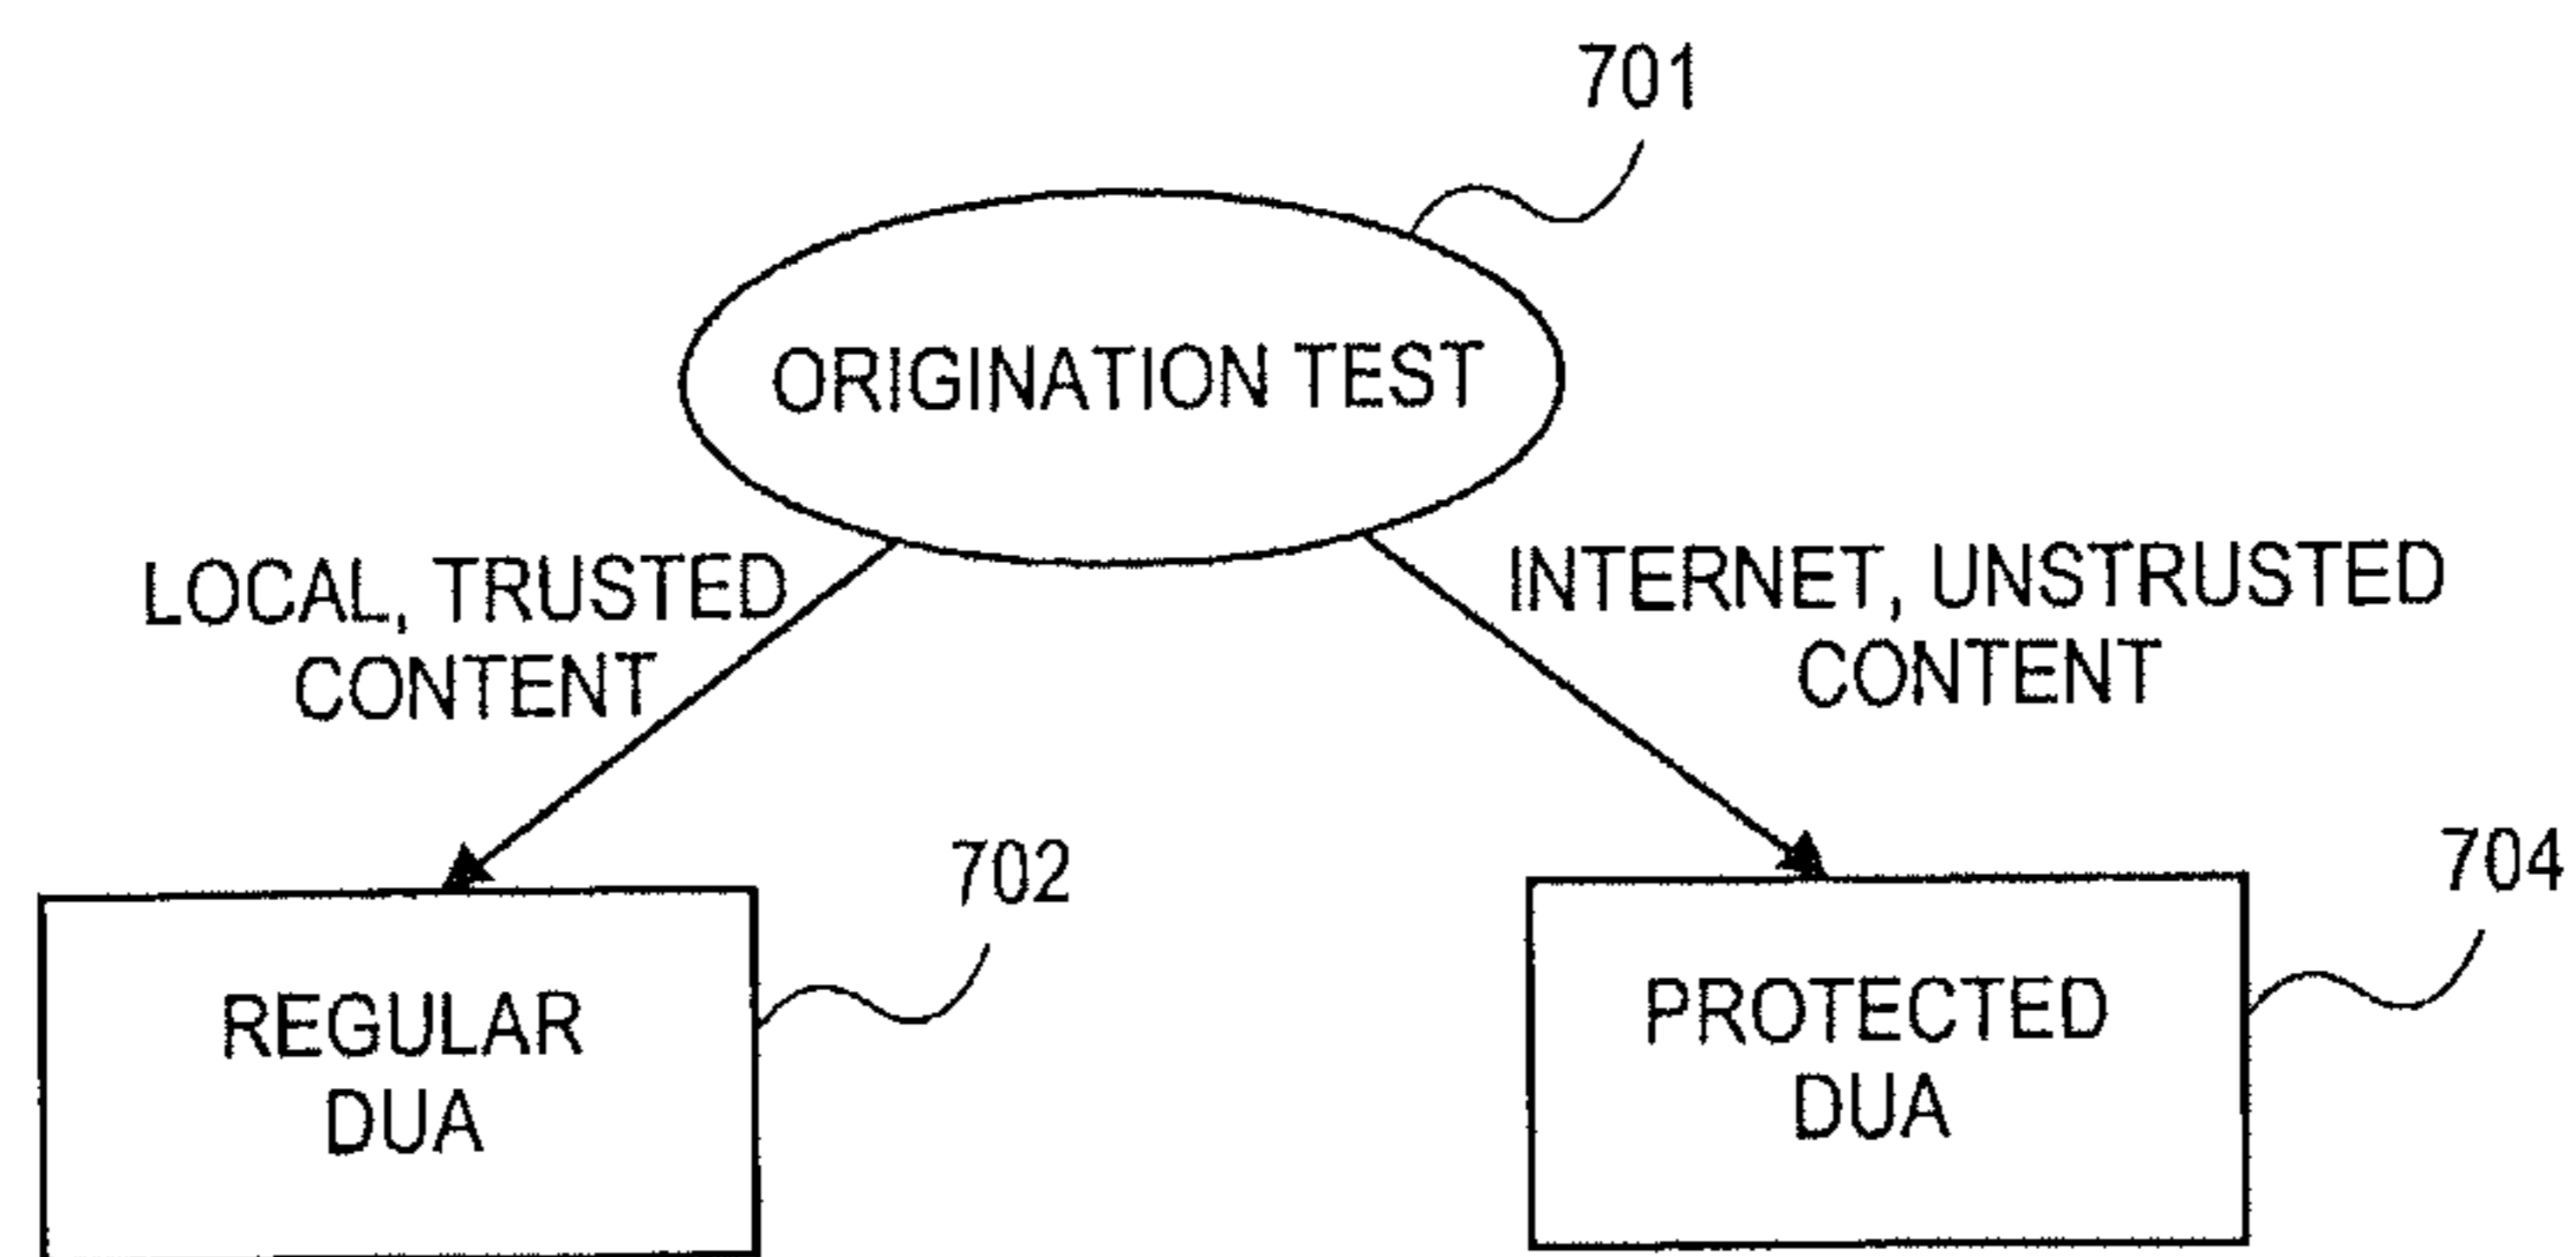 701
ORIGINATION TEST
LOCAL, TRUSTED
CONTENT
INTERNET, UNSTRUSTED
CONTENT
702
704
REGULAR
DUA
PROTECTED
DUA